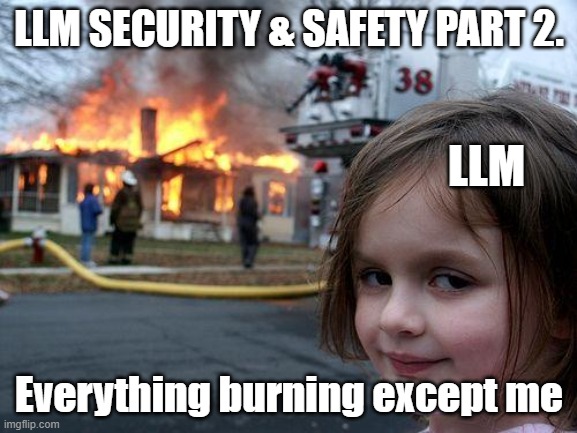 LLM SECURITY & SAFETY PART 2.
38
LLM
Everything burning except me
imgflip.com